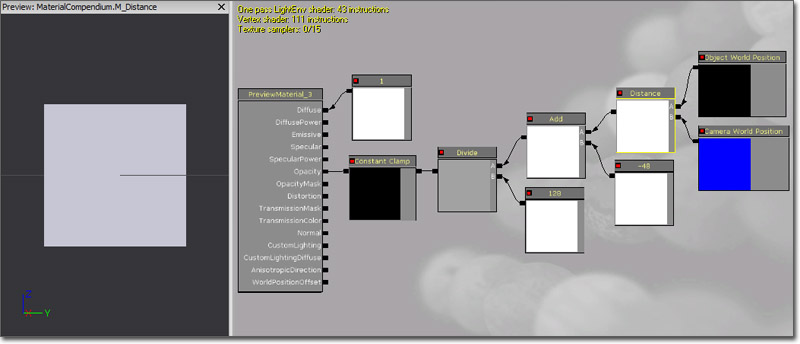 Preview: MaterialCompendium.M_Distance
One pass LightEnv shader: 43 instructions
Vertex shader: 111 instructions
Texture samplers: 0/15
Object World Position
1
PreviewMaterial_3
Distance
A
B
Diffuse
DiffusePower
Emissive
Specular
SpecularPower
Opacity
OpacityMask
Distortion
TransmissionMask
TransmissionColor
Normal
CustomLighting
CustomLightingDiffuse
AnisotropicDirection
WorldPositionOffset
Add
A
B
Camera World Position
Constant Clamp
Divide
A
B
-48
128
Z
X
Y